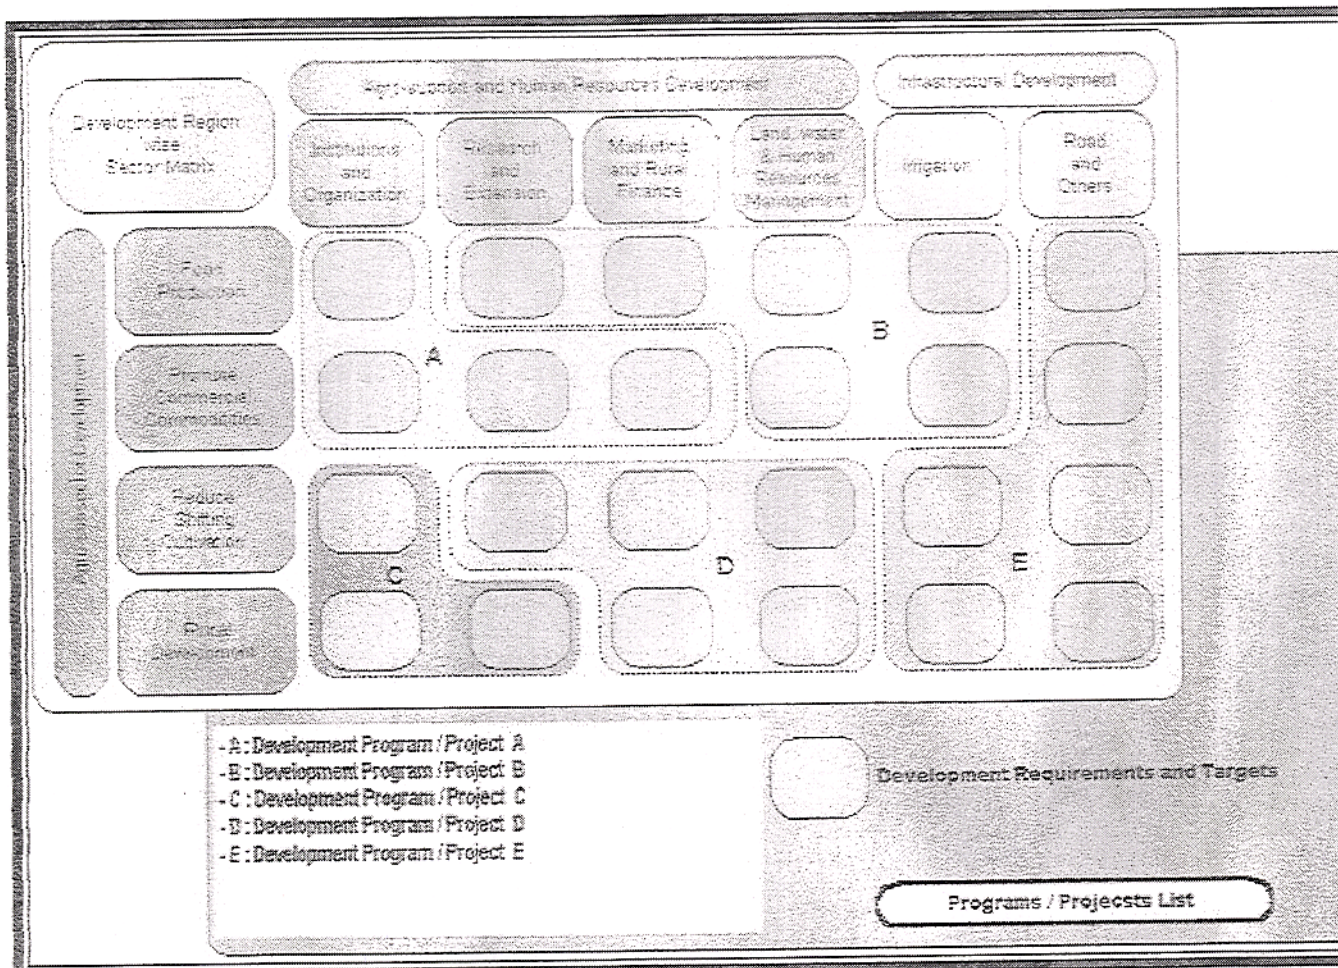 Agro-support and Human Resources Development
Infrastructural Development
Development Region
wise
Sector Matrix
Institutions
and
Organization
Research
and
Extension
Marketing
and Rural
Finance
Land, water
& Human
Resources
Management
Irrigation
Road
and
Others
Food
Production
Promote
Commercial
Commodities
Reduce
Shifting
Cultivation
Rural
Development
Development
A
B
C
D
E
- A : Development Program / Project A
- B : Development Program / Project B
- C : Development Program / Project C
- D : Development Program / Project D
- E : Development Program / Project E
Development Requirements and Targets
Programs / Projecsts List